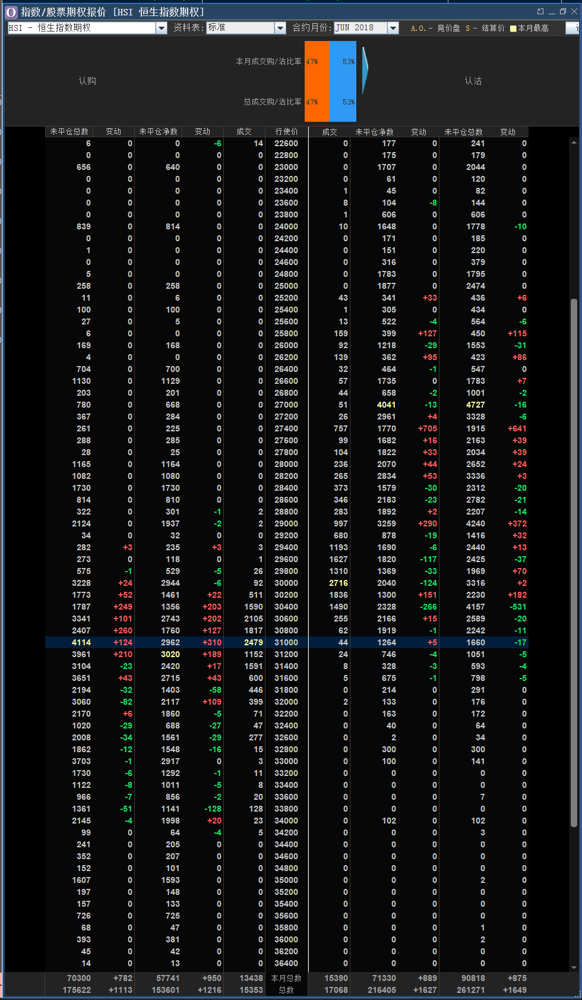 指数/股票期权报价 [HSI 恒生指数期权]
HSI - 恒生指数期权 资料表: 标准 合约月份: JUN 2018 A.O.- 竞价盘 S - 结算价 本月最高
本月成交购/沽比率 47% 53%
认购 认沽
总成交购/沽比率 47% 53%
未平仓总数 变动 未平仓净数 变动 成交 行使价 成交 未平仓净数 变动 未平仓总数 变动
6 0 0 -6 14 22600 0 177 0 241 0
0 0 0 0 0 22800 0 175 0 179 0
656 0 640 0 0 23000 0 1707 0 2044 0
0 0 0 0 0 23200 0 61 0 120 0
0 0 0 0 0 23400 1 45 0 82 0
0 0 0 0 0 23600 8 104 -8 144 0
0 0 0 0 0 23800 1 606 0 606 0
839 0 814 0 0 24000 10 1648 0 1778 -10
0 0 0 0 0 24200 0 171 0 185 0
1 0 0 0 0 24400 0 151 0 220 0
0 0 0 0 0 24600 0 316 0 379 0
5 0 0 0 0 24800 0 1783 0 1795 0
258 0 258 0 0 25000 0 1877 0 2474 0
11 0 6 0 0 25200 43 341 +33 436 +6
100 0 100 0 0 25400 1 305 0 434 0
27 0 5 0 0 25600 13 522 -4 564 -6
6 0 0 0 0 25800 159 399 +127 450 +115
169 0 168 0 0 26000 92 1218 -29 1553 -31
4 0 0 0 0 26200 139 362 +95 423 +86
704 0 700 0 0 26400 32 464 -1 547 0
1130 0 1129 0 0 26600 57 1735 0 1783 +7
203 0 201 0 0 26800 44 658 -2 1001 -2
780 0 668 0 0 27000 51 4041 -13 4727 -16
367 0 284 0 0 27200 26 2961 +4 3328 -6
261 0 225 0 0 27400 757 1770 +705 1915 +641
288 0 285 0 0 27600 99 1682 +16 2163 +39
28 0 25 0 0 27800 104 1822 +33 2034 +39
1165 0 1164 0 0 28000 236 2070 +44 2652 +24
1082 0 1080 0 0 28200 265 2834 +53 3336 +3
1730 0 1730 0 0 28400 373 1579 -30 2312 -20
814 0 810 0 0 28600 346 2183 -23 2782 -21
322 0 301 -1 2 28800 283 1892 +2 2207 -14
2124 0 1937 -2 2 29000 997 3259 +290 4240 +372
34 0 32 0 0 29200 680 878 -19 1416 +32
282 +3 235 +3 3 29400 1193 1690 -6 2440 +13
273 0 118 0 1 29600 1627 1820 -117 2425 -37
575 -1 529 -5 26 29800 1310 1369 -33 1969 +70
3228 +24 2944 -6 92 30000 2716 2040 -124 3316 +2
1773 +52 1461 +22 511 30200 1836 1300 +151 2230 +182
1787 +249 1356 +203 1590 30400 1490 2328 -266 4157 -531
3341 +101 2743 +202 2105 30600 255 2166 +15 2589 -20
2407 +260 1760 +127 1817 30800 62 1919 -1 2242 -11
4114 +124 2962 +310 2479 31000 44 1264 +5 1660 -17
3961 +210 3020 +189 1152 31200 24 746 -4 1051 -5
3104 -23 2420 +17 1591 31400 8 328 -3 593 -4
3651 +43 2715 +43 600 31600 5 675 -1 798 -5
2194 -32 1403 -58 446 31800 0 214 0 291 0
3060 -82 2117 +109 399 32000 2 133 0 176 0
2170 +6 1860 -5 71 32200 0 163 0 172 0
1020 -29 688 -27 47 32400 0 40 0 64 0
2008 -34 1561 -29 277 32600 0 2 0 34 0
1862 -12 1548 -16 15 32800 0 300 0 300 0
3703 -1 2917 0 3 33000 0 100 0 141 0
1730 -6 1292 -1 11 33200 0 0 0 0 0
1122 -8 1011 -5 8 33400 0 0 0 0 0
966 -7 856 -2 20 33600 0 0 0 7 0
1361 -51 1141 -128 128 33800 0 0 0 0 0
2145 -4 1998 +20 23 34000 0 102 0 102 0
99 0 64 -4 5 34200 0 0 0 3 0
241 0 205 0 0 34400 0 0 0 0 0
352 0 207 0 0 34600 0 0 0 0 0
152 0 101 0 0 34800 0 0 0 0 0
1607 0 1593 0 0 35000 0 0 0 2 0
197 0 148 0 0 35200 0 0 0 0 0
157 0 133 0 0 35400 0 0 0 0 0
726 0 725 0 0 35600 0 0 0 0 0
68 0 47 0 0 35800 0 0 0 1 0
393 0 381 0 0 36000 0 0 0 2 0
45 0 42 0 0 36200 0 0 0 0 0
14 0 13 0 0 36400 0 0 0 0 0
70300 +782 57741 +950 13438 本月总数 15390 71330 +889 90818 +875
175622 +1113 153601 +1216 15353 总数 17068 216405 +1627 261271 +1649